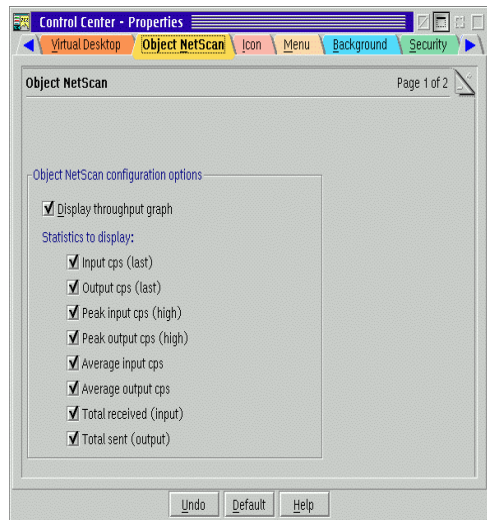 Control Center - Properties
Virtual Desktop Object NetScan Icon Menu Background Security
Object NetScan Page 1 of 2
Object NetScan configuration options
Display throughput graph
Statistics to display:
Input cps (last)
Output cps (last)
Peak input cps (high)
Peak output cps (high)
Average input cps
Average output cps
Total received (input)
Total sent (output)
Undo Default Help